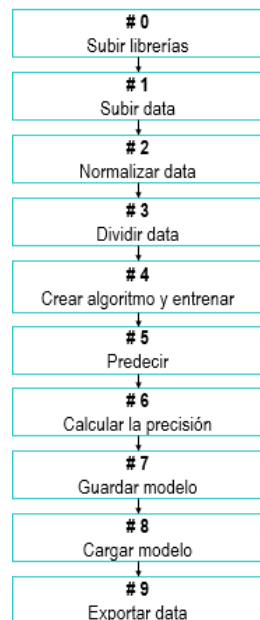 # 0
Subir librerías
# 1
Subir data
# 2
Normalizar data
# 3
Dividir data
# 4
Crear algoritmo y entrenar
# 5
Predecir
# 6
Calcular la precisión
# 7
Guardar modelo
# 8
Cargar modelo
# 9
Exportar data